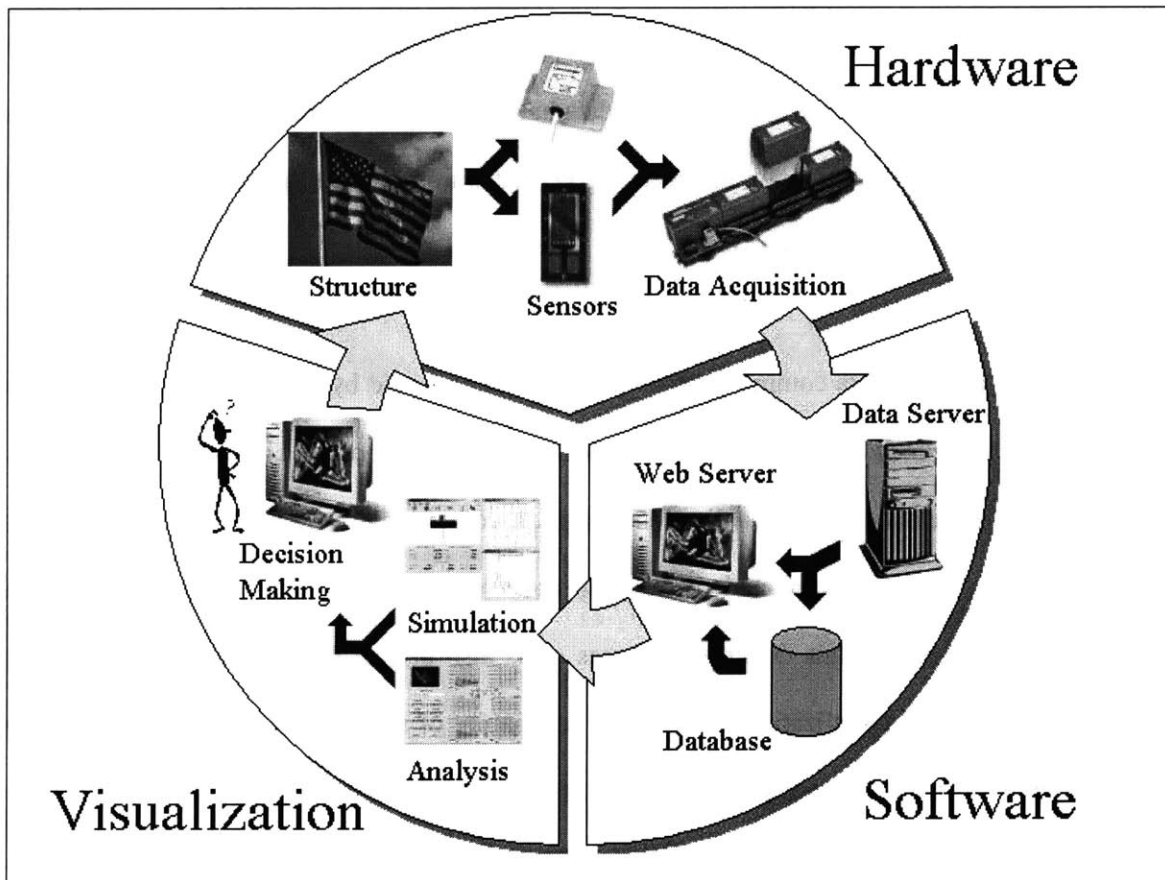 Hardware
Structure
Sensors
Data Acquisition
Data Server
Web Server
Database
Software
?
Decision
Making
Simulation
Analysis
Visualization